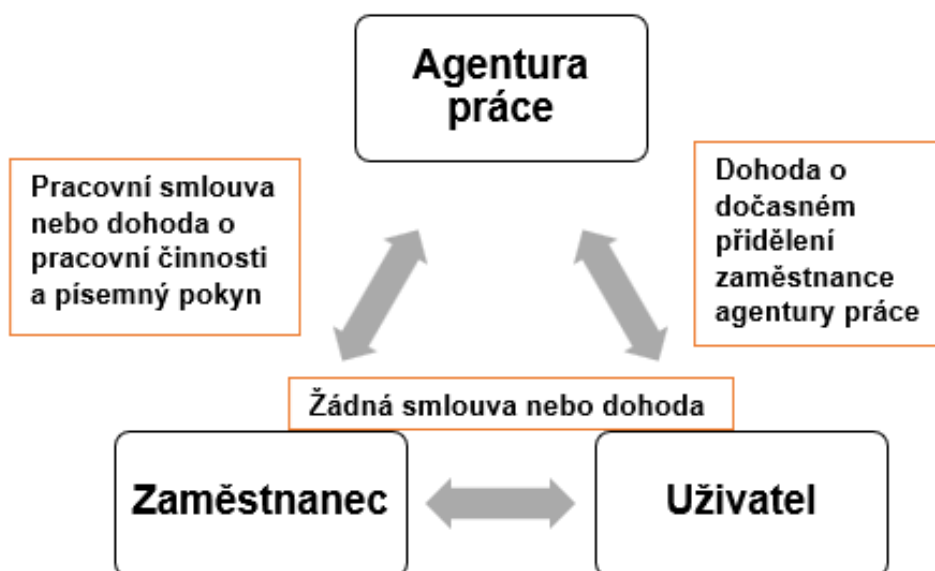 Agentura
práce
Pracovní smlouva
nebo dohoda o
pracovní činnosti
a písemný pokyn
Dohoda o
dočasném
přidělení
zaměstnance
agentury práce
Žádná smlouva nebo dohoda
Zaměstnanec
Uživatel